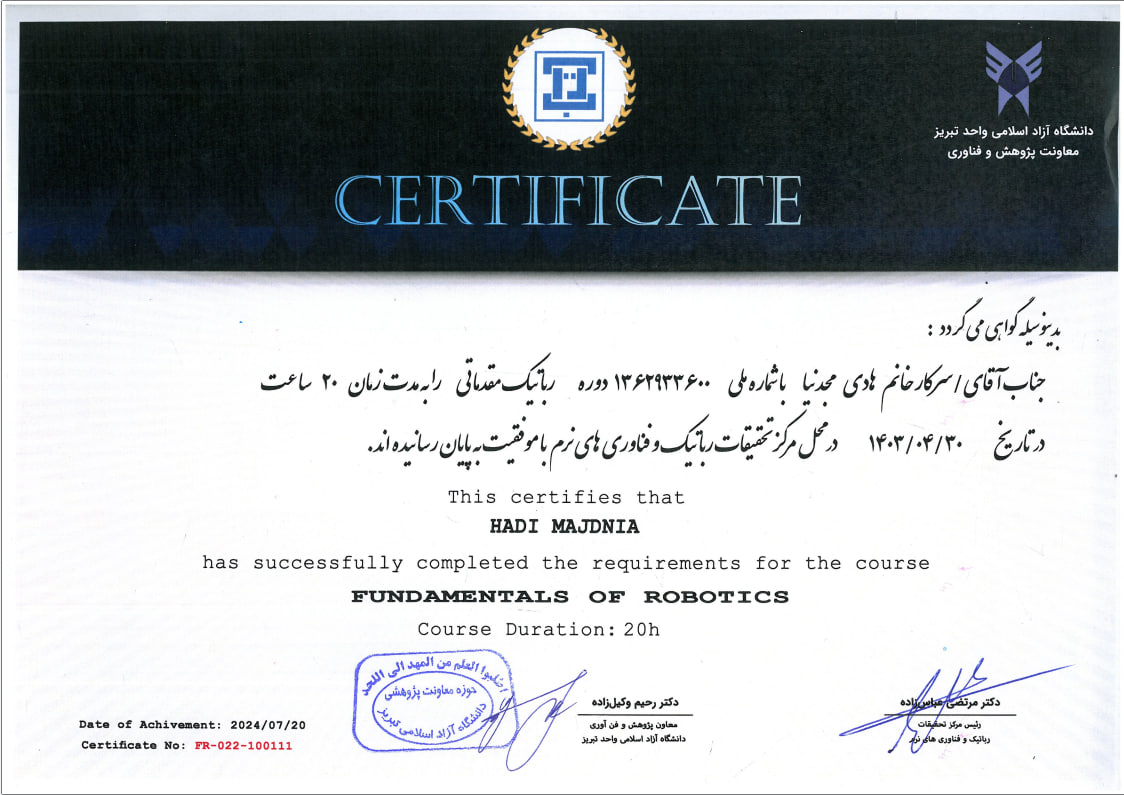 دانشگاه آزاد اسلامی واحد تبریز
معاونت پژوهش و فناوری
CERTIFICATE
بدینوسیله گواهی می گردد :
جناب آقای / سرکار خانم هادی مجدنیا باشماره ملی ۱۳۶۲۹۳۳۶۰۰ دوره رباتیک مقدماتی را به مدت زمان ۲۰ ساعت
در تاریخ ۱۴۰۳/۰۴/۳۰ در محل مرکز تحقیقات رباتیک و فناوری های نرم با موفقیت به پایان رسانیده اند.
This certifies that
HADI MAJDNIA
has successfully completed the requirements for the course
FUNDAMENTALS OF ROBOTICS
Course Duration: 20h
اطلبوا العلم من المهد الی اللحد
حوزه معاونت پژوهشی
دانشگاه آزاد اسلامی تبریز
دکتر مرتضی عباس‌زاده
رئیس مرکز تحقیقات
رباتیک و فناوری های نرم
دکتر رحیم وکیل‌زاده
معاون پژوهش و فن آوری
دانشگاه آزاد اسلامی واحد تبریز
Date of Achivement: 2024/07/20
Certificate No: FR-022-100111